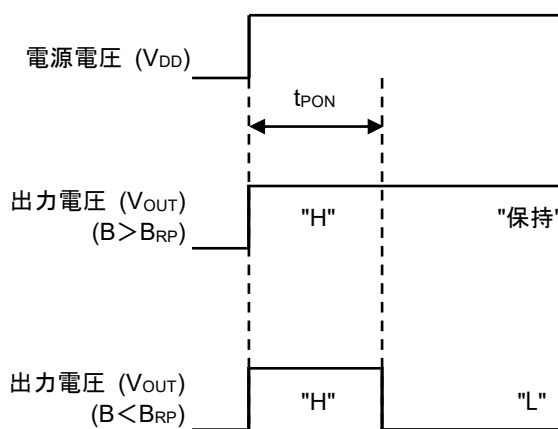 電源電圧 (VDD)
tPON
出力電圧 (VOUT)
(B＞BRP)
"H"
"保持"
出力電圧 (VOUT)
(B＜BRP)
"H"
"L"